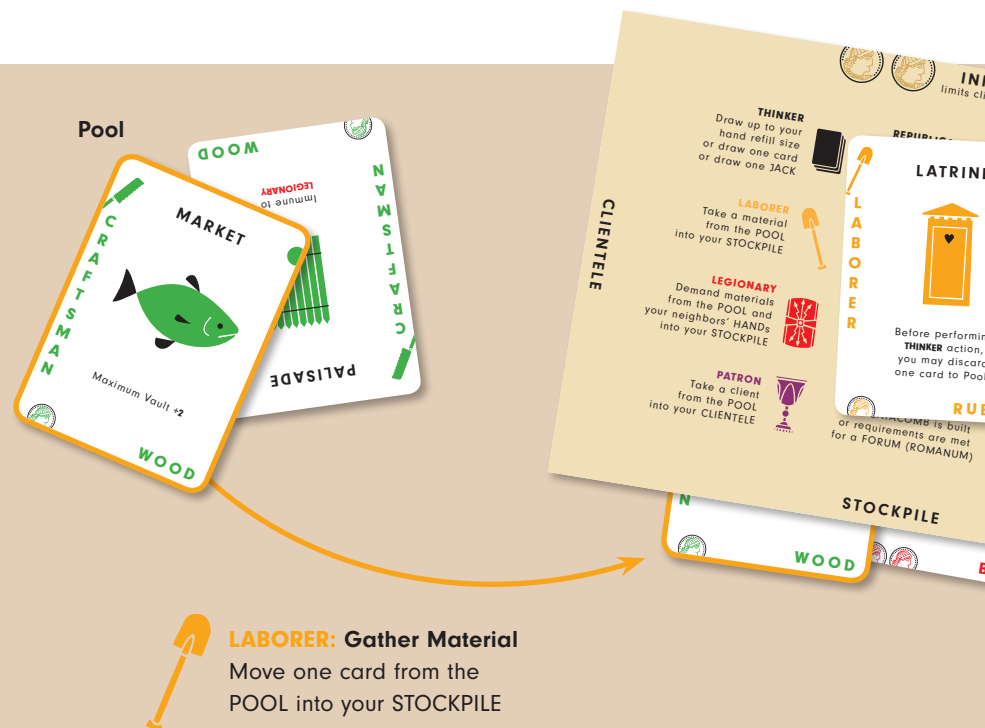 Pool
CRAFTSMAN
MARKET
Maximum Vault +2
WOOD
WOOD
CRAFTSMAN
LEGIONARY
Immune to
PALISADE
CLIENTELE
limits
THINKER
Draw up to your
hand refill size
or draw one card
or draw one JACK
LABORER
Take a material
from the POOL
into your STOCKPILE
LEGIONARY
Demand materials
from the POOL and
your neighbors' HANDs
into your STOCKPILE
PATRON
Take a client
from the POOL
into your CLIENTELE
LABORER
Before
THINKER action,
you may
one card to
is built
or requirements are met
for a FORUM (ROMANUM)
STOCKPILE
N
WOOD
LABORER: Gather Material
Move one card from the
POOL into your STOCKPILE